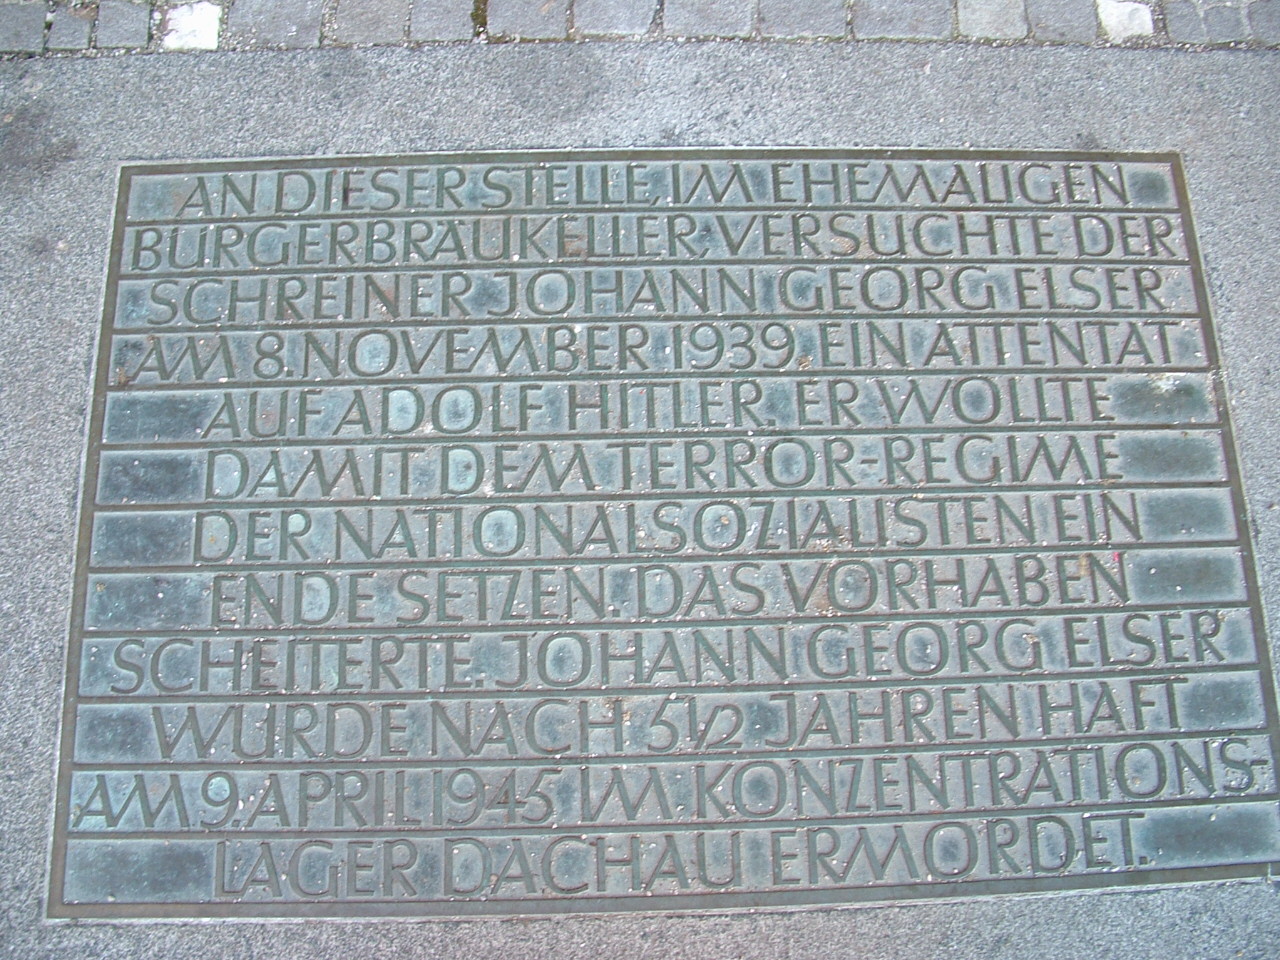 AN DIESER STELLE, IM EHEMALIGEN
BÜRGERBRÄUKELLER, VERSUCHTE DER
SCHREINER JOHANN GEORG ELSER
AM 8. NOVEMBER 1939 EIN ATTENTAT
AUF ADOLF HITLER. ER WOLLTE
DAMIT DEM TERROR-REGIME
DER NATIONALSOZIALISTEN EIN
ENDE SETZEN. DAS VORHABEN
SCHEITERTE. JOHANN GEORG ELSER
WURDE NACH 5½ JAHREN HAFT
AM 9. APRIL 1945 IM KONZENTRATIONS-
LAGER DACHAU ERMORDET.